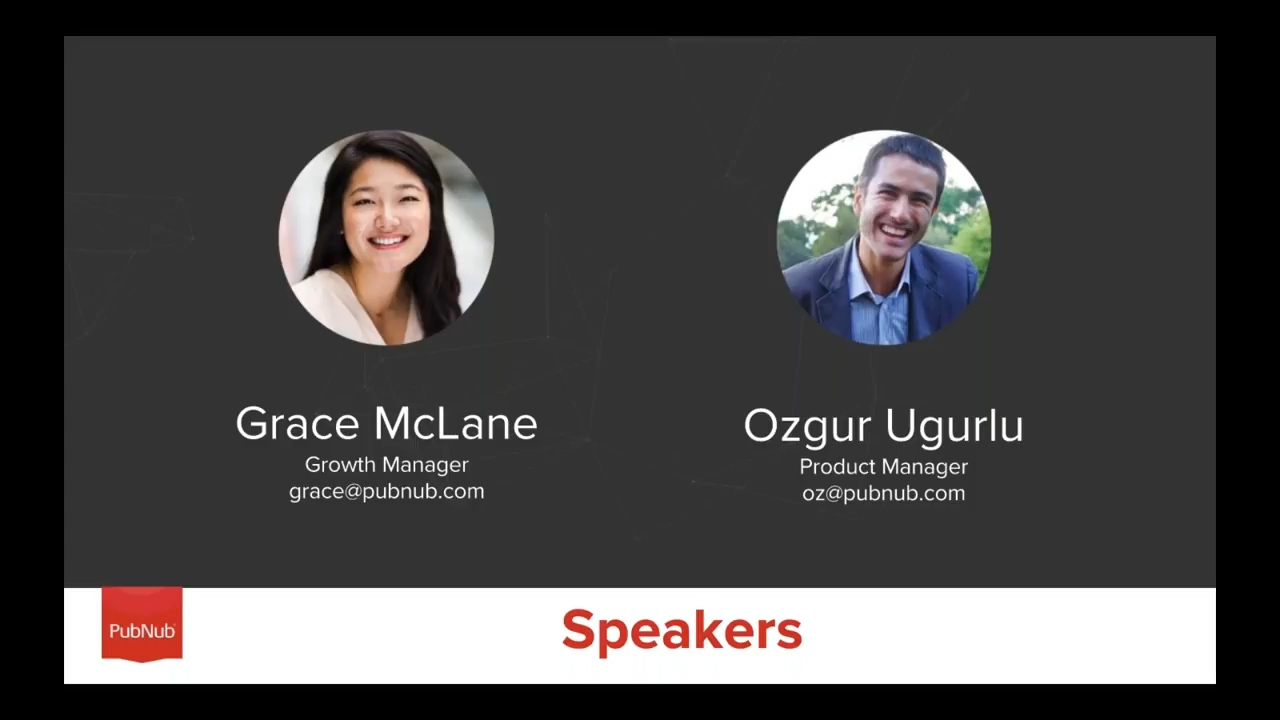 Grace McLane
Growth Manager
grace@pubnub.com
Ozgur Ugurlu
Product Manager
oz@pubnub.com
PubNub
Speakers